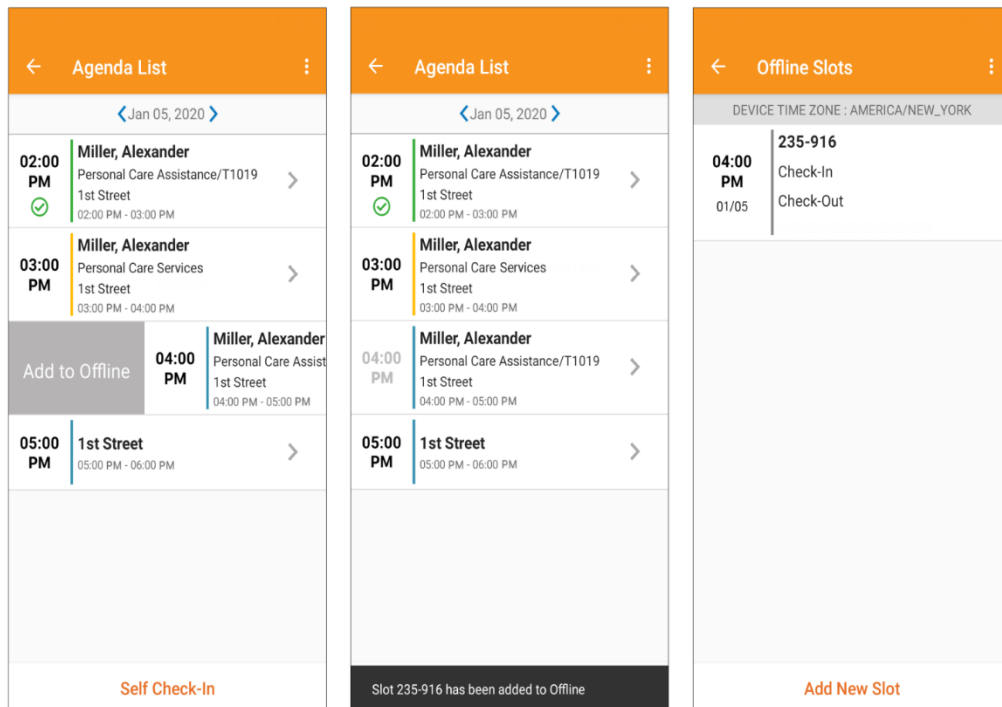 Agenda List
Jan 05, 2020
02:00
PM
Miller, Alexander
Personal Care Assistance/T1019
1st Street
02:00 PM - 03:00 PM
03:00
PM
Miller, Alexander
Personal Care Services
1st Street
03:00 PM - 04:00 PM
Add to Offline
04:00
PM
Miller, Alexander
Personal Care Assist
1st Street
04:00 PM - 05:00 PM
05:00
PM
1st Street
05:00 PM - 06:00 PM
Self Check-In
Agenda List
Jan 05, 2020
02:00
PM
Miller, Alexander
Personal Care Assistance/T1019
1st Street
02:00 PM - 03:00 PM
03:00
PM
Miller, Alexander
Personal Care Services
1st Street
03:00 PM - 04:00 PM
04:00
PM
Miller, Alexander
Personal Care Assistance/T1019
1st Street
04:00 PM - 05:00 PM
05:00
PM
1st Street
05:00 PM - 06:00 PM
Slot 235-916 has been added to Offline
Offline Slots
DEVICE TIME ZONE : AMERICA/NEW_YORK
04:00
PM
01/05
235-916
Check-In
Check-Out
Add New Slot